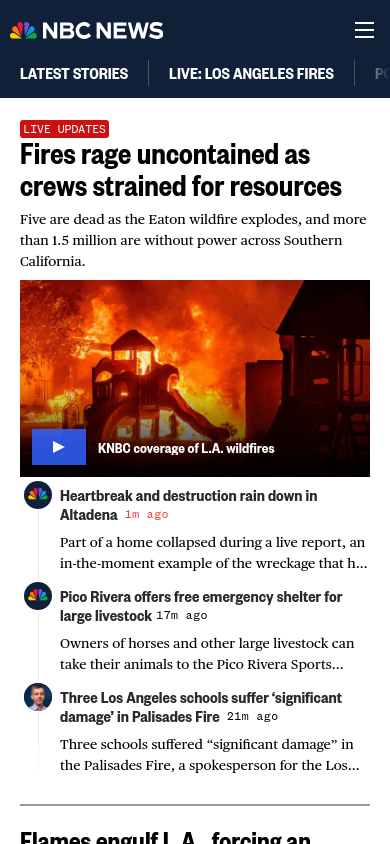 NBC NEWS
LATEST STORIES
LIVE: LOS ANGELES FIRES
LIVE UPDATES
Fires rage uncontained as
crews strained for resources
Five are dead as the Eaton wildfire explodes, and more
than 1.5 million are without power across Southern
California.
KNBC coverage of L.A. wildfires
Heartbreak and destruction rain down in
Altadena 1m ago
Part of a home collapsed during a live report, an
in-the-moment example of the wreckage that h...
Pico Rivera offers free emergency shelter for
large livestock 17m ago
Owners of horses and other large livestock can
take their animals to the Pico Rivera Sports...
Three Los Angeles schools suffer ‘significant
damage’ in Palisades Fire 21m ago
Three schools suffered “significant damage” in
the Palisades Fire, a spokesperson for the Los...
Flames engulf L.A., forcing an